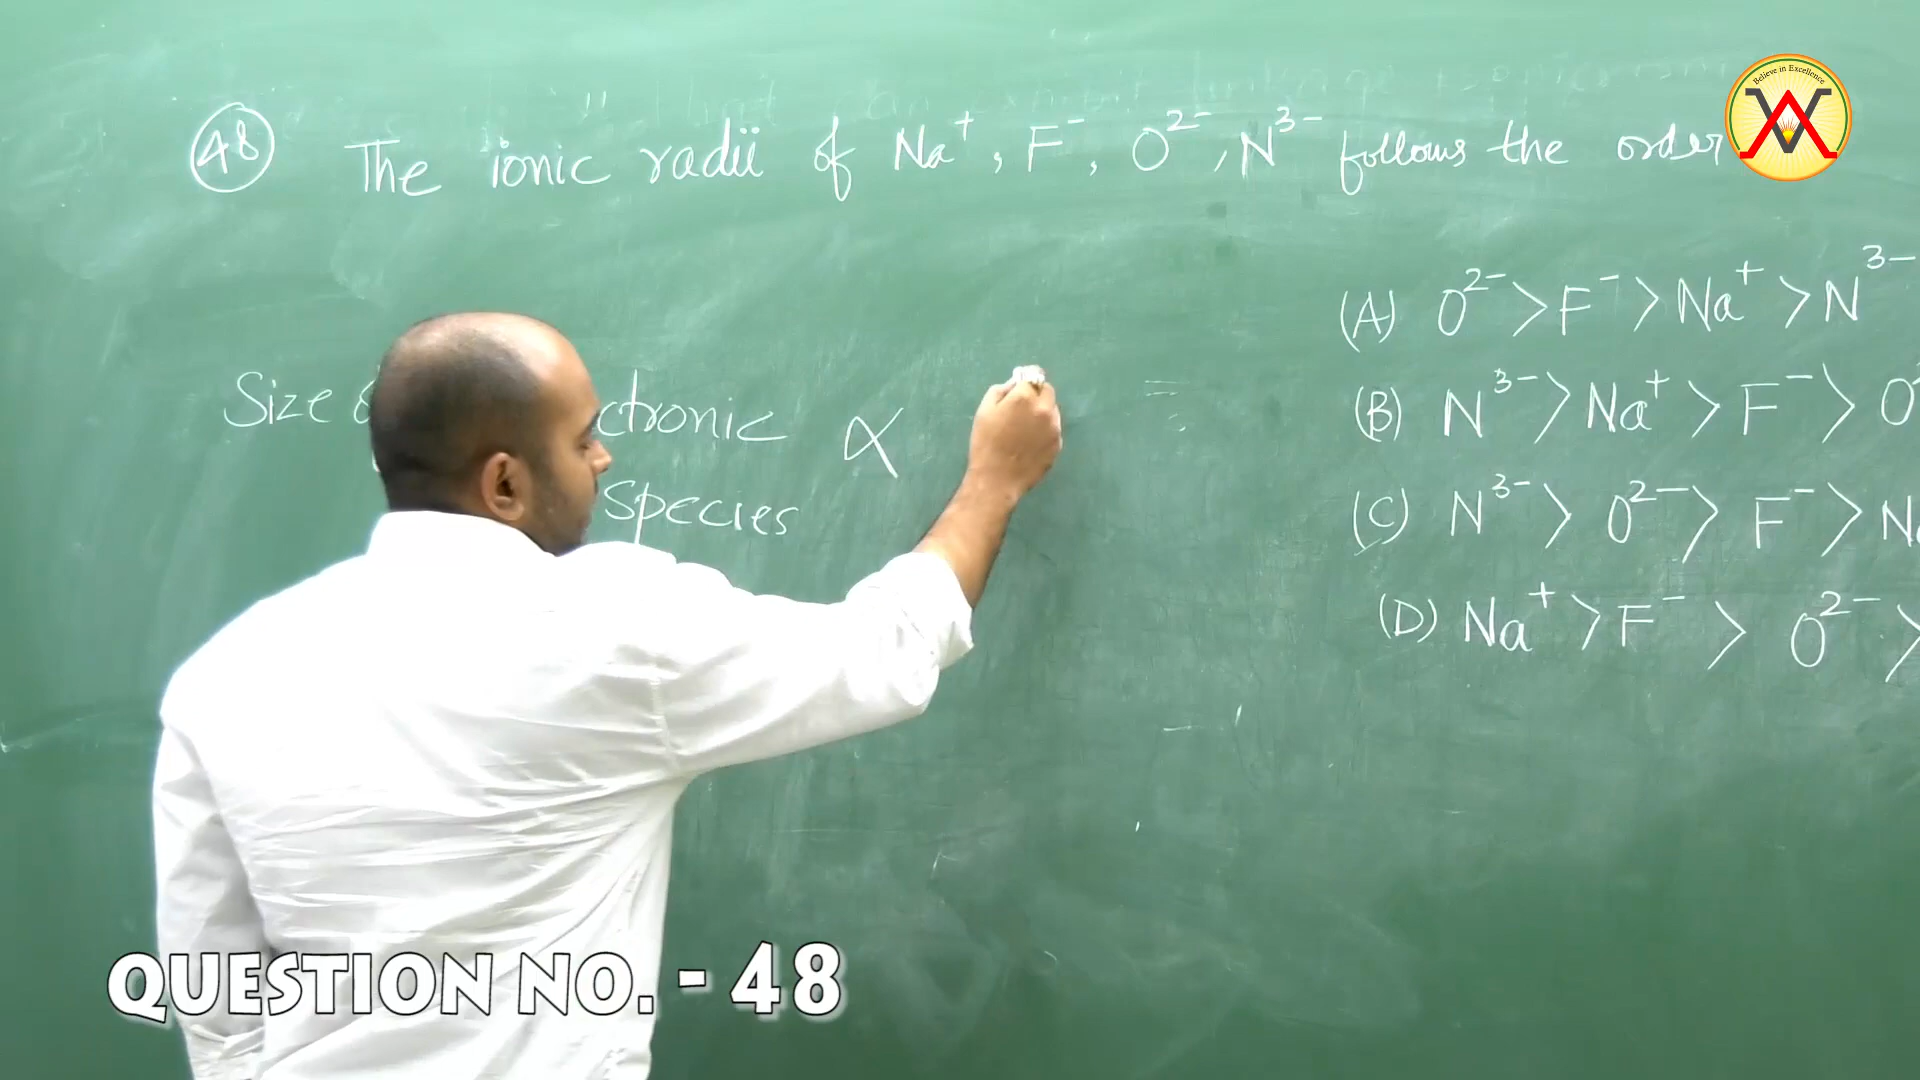 Believe in Excellence
(48) The ionic radii of Na⁺, F⁻, O²⁻, N³⁻ follows the order
(A) O²⁻ > F⁻ > Na⁺ > N³⁻
(B) N³⁻ > Na⁺ > F⁻ > O
(C) N³⁻ > O²⁻ > F⁻ > Na
(D) Na⁺ > F⁻ > O²⁻ >
Size ctronic ∝
species
QUESTION NO. - 48